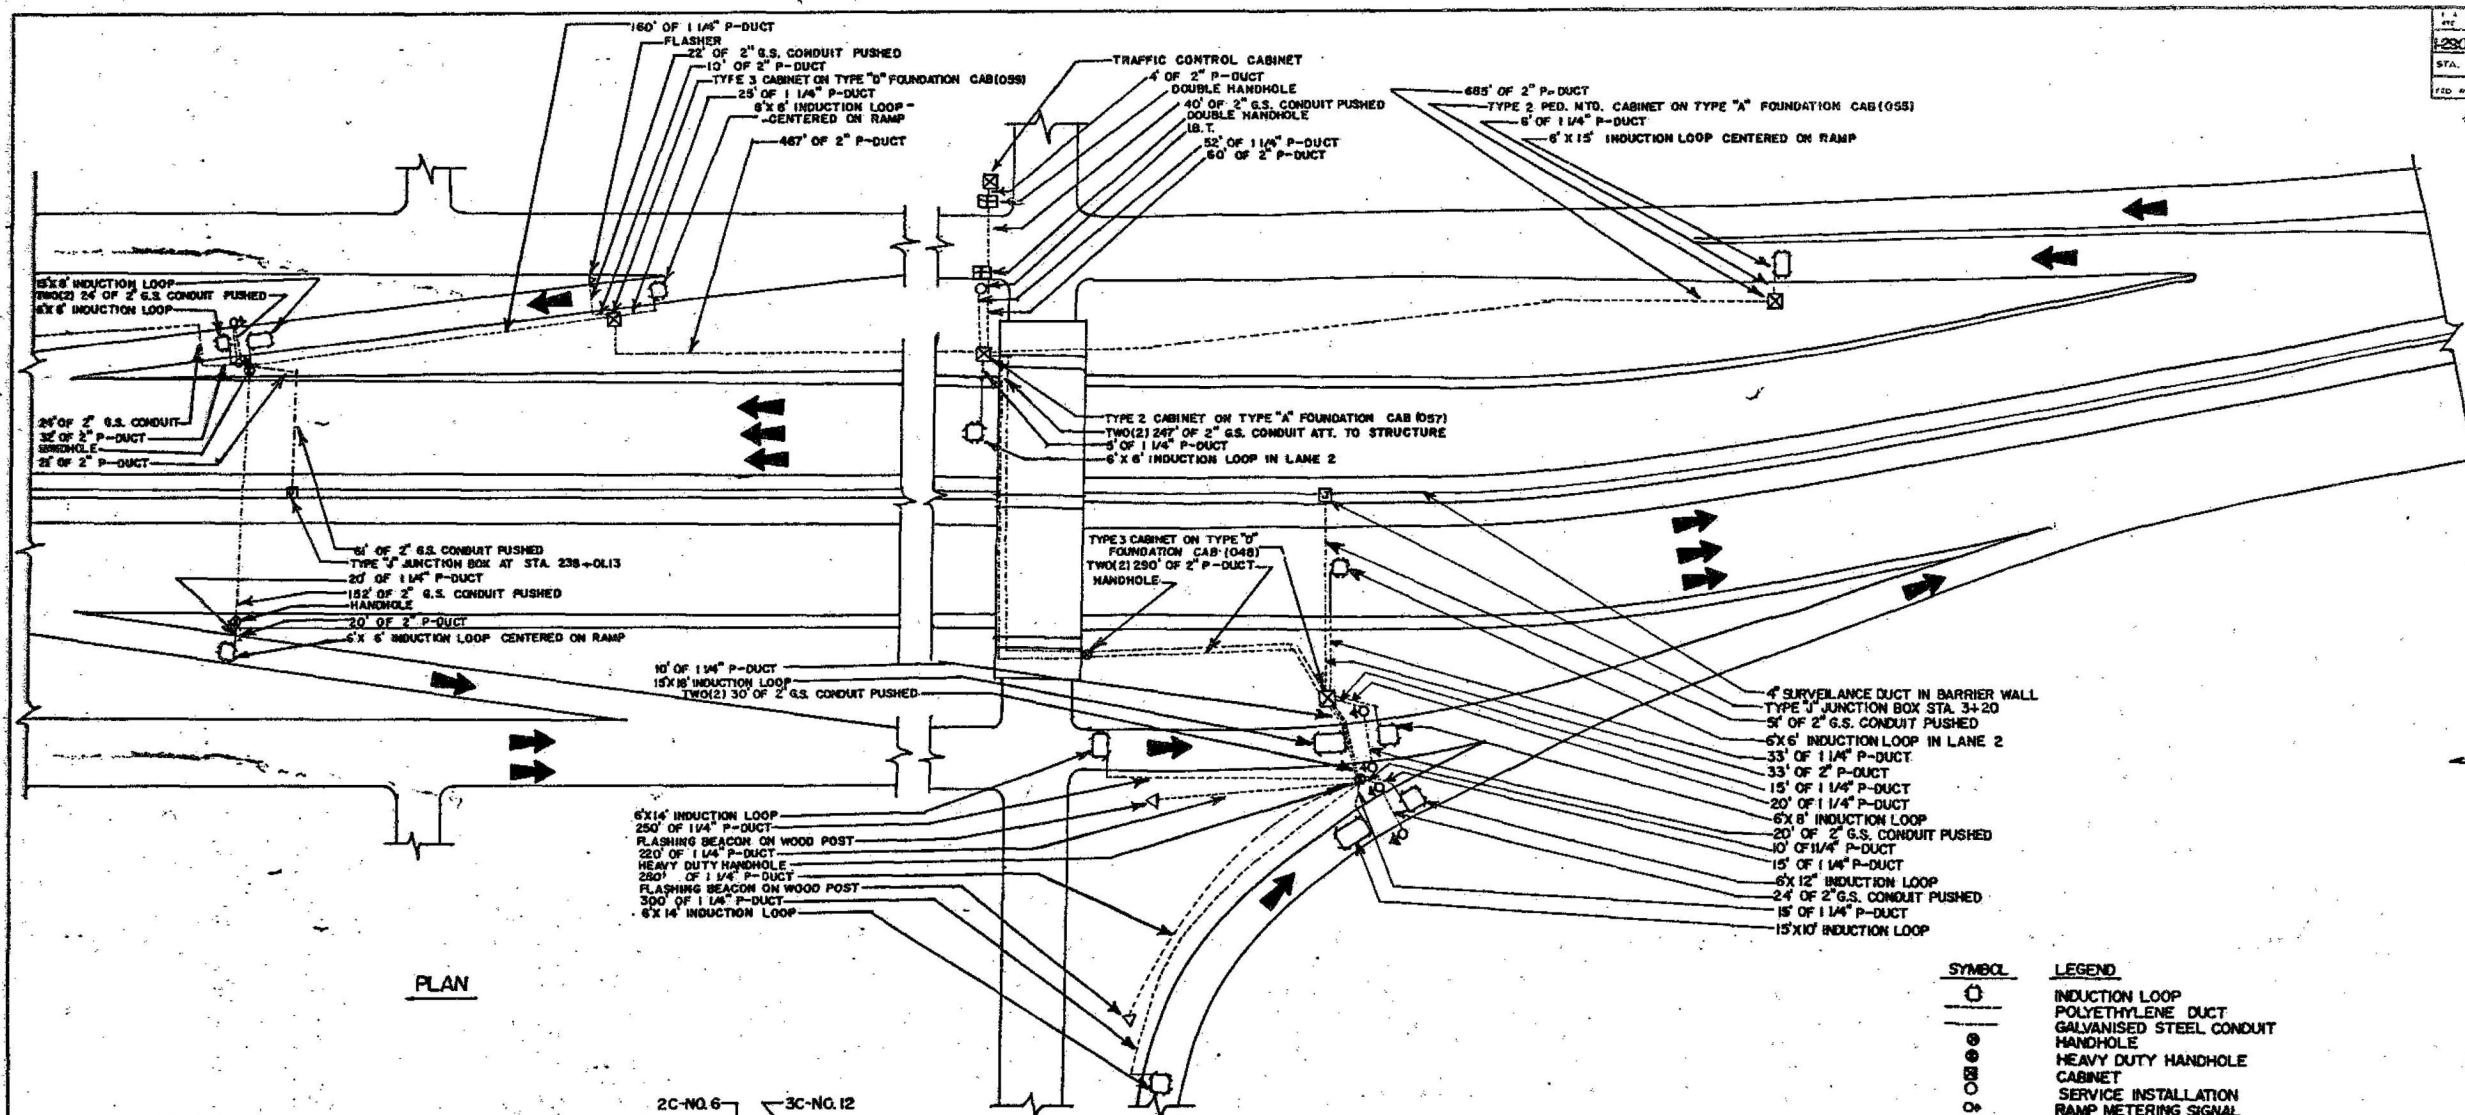 160' OF 1 1/4" P-DUCT
FLASHER
22' OF 2" G.S. CONDUIT PUSHED
10' OF 2" P-DUCT
TYPE 3 CABINET ON TYPE "D" FOUNDATION CAB(059)
25' OF 1 1/4" P-DUCT
6'X 6' INDUCTION LOOP-
CENTERED ON RAMP
467' OF 2" P-DUCT
TRAFFIC CONTROL CABINET
4' OF 2" P-DUCT
DOUBLE HANDHOLE
40' OF 2" G.S. CONDUIT PUSHED
DOUBLE HANDHOLE
I.B.T.
52' OF 1 1/4" P-DUCT
60' OF 2" P-DUCT
685' OF 2" P-DUCT
TYPE 2 PED. MTD. CABINET ON TYPE "A" FOUNDATION CAB(055)
6' OF 1 1/4" P-DUCT
6' X 15' INDUCTION LOOP CENTERED ON RAMP
I-290
STA.
15'X8' INDUCTION LOOP
TWO(2) 24' OF 2" G.S. CONDUIT PUSHED
6'X 6' INDUCTION LOOP
24' OF 2" G.S. CONDUIT
32' OF 2" P-DUCT
HANDHOLE
21' OF 2" P-DUCT
TYPE 2 CABINET ON TYPE "A" FOUNDATION CAB (057)
TWO(2) 247' OF 2" G.S. CONDUIT ATT. TO STRUCTURE
5' OF 1 1/4" P-DUCT
6' X 6' INDUCTION LOOP IN LANE 2
61' OF 2" G.S. CONDUIT PUSHED
TYPE "J" JUNCTION BOX AT STA. 238+01.13
20' OF 1 1/4" P-DUCT
152' OF 2" G.S. CONDUIT PUSHED
HANDHOLE
20' OF 2" P-DUCT
6'X 6' INDUCTION LOOP CENTERED ON RAMP
TYPE 3 CABINET ON TYPE "D"
FOUNDATION CAB (048)
TWO(2) 290' OF 2" P-DUCT
HANDHOLE
10' OF 1 1/4" P-DUCT
15'X18' INDUCTION LOOP
TWO(2) 30' OF 2" G.S. CONDUIT PUSHED
4" SURVEILANCE DUCT IN BARRIER WALL
TYPE "J" JUNCTION BOX STA. 3+20
51' OF 2" G.S. CONDUIT PUSHED
6'X6' INDUCTION LOOP IN LANE 2
33' OF 1 1/4" P-DUCT
33' OF 2" P-DUCT
15' OF 1 1/4" P-DUCT
20' OF 1 1/4" P-DUCT
6'X 8' INDUCTION LOOP
20' OF 2" G.S. CONDUIT PUSHED
10' OF 1 1/4" P-DUCT
15' OF 1 1/4" P-DUCT
6'X 12" INDUCTION LOOP
24' OF 2" G.S. CONDUIT PUSHED
15' OF 1 1/4" P-DUCT
15'X10' INDUCTION LOOP
6'X14' INDUCTION LOOP
250' OF 1 1/4" P-DUCT
FLASHING BEACON ON WOOD POST
220' OF 1 1/4" P-DUCT
HEAVY DUTY HANDHOLE
280' OF 1 1/4" P-DUCT
FLASHING BEACON ON WOOD POST
300' OF 1 1/4" P-DUCT
6'X 14' INDUCTION LOOP
PLAN
SYMBOL LEGEND
INDUCTION LOOP
POLYETHYLENE DUCT
GALVANISED STEEL CONDUIT
HANDHOLE
HEAVY DUTY HANDHOLE
CABINET
SERVICE INSTALLATION
RAMP METERING SIGNAL
2C-NO.6 3C-NO.12